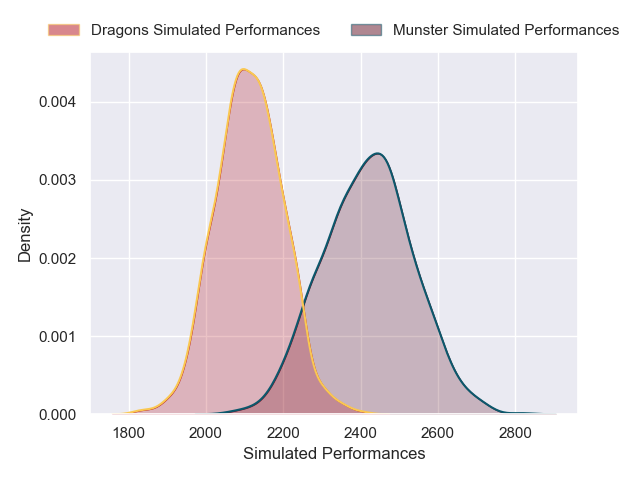 Dragons Simulated Performances Munster Simulated Performances
0.004
0.003
0.002
0.001
0.000
Density
1800 2000 2200 2400 2600 2800
Simulated Performances